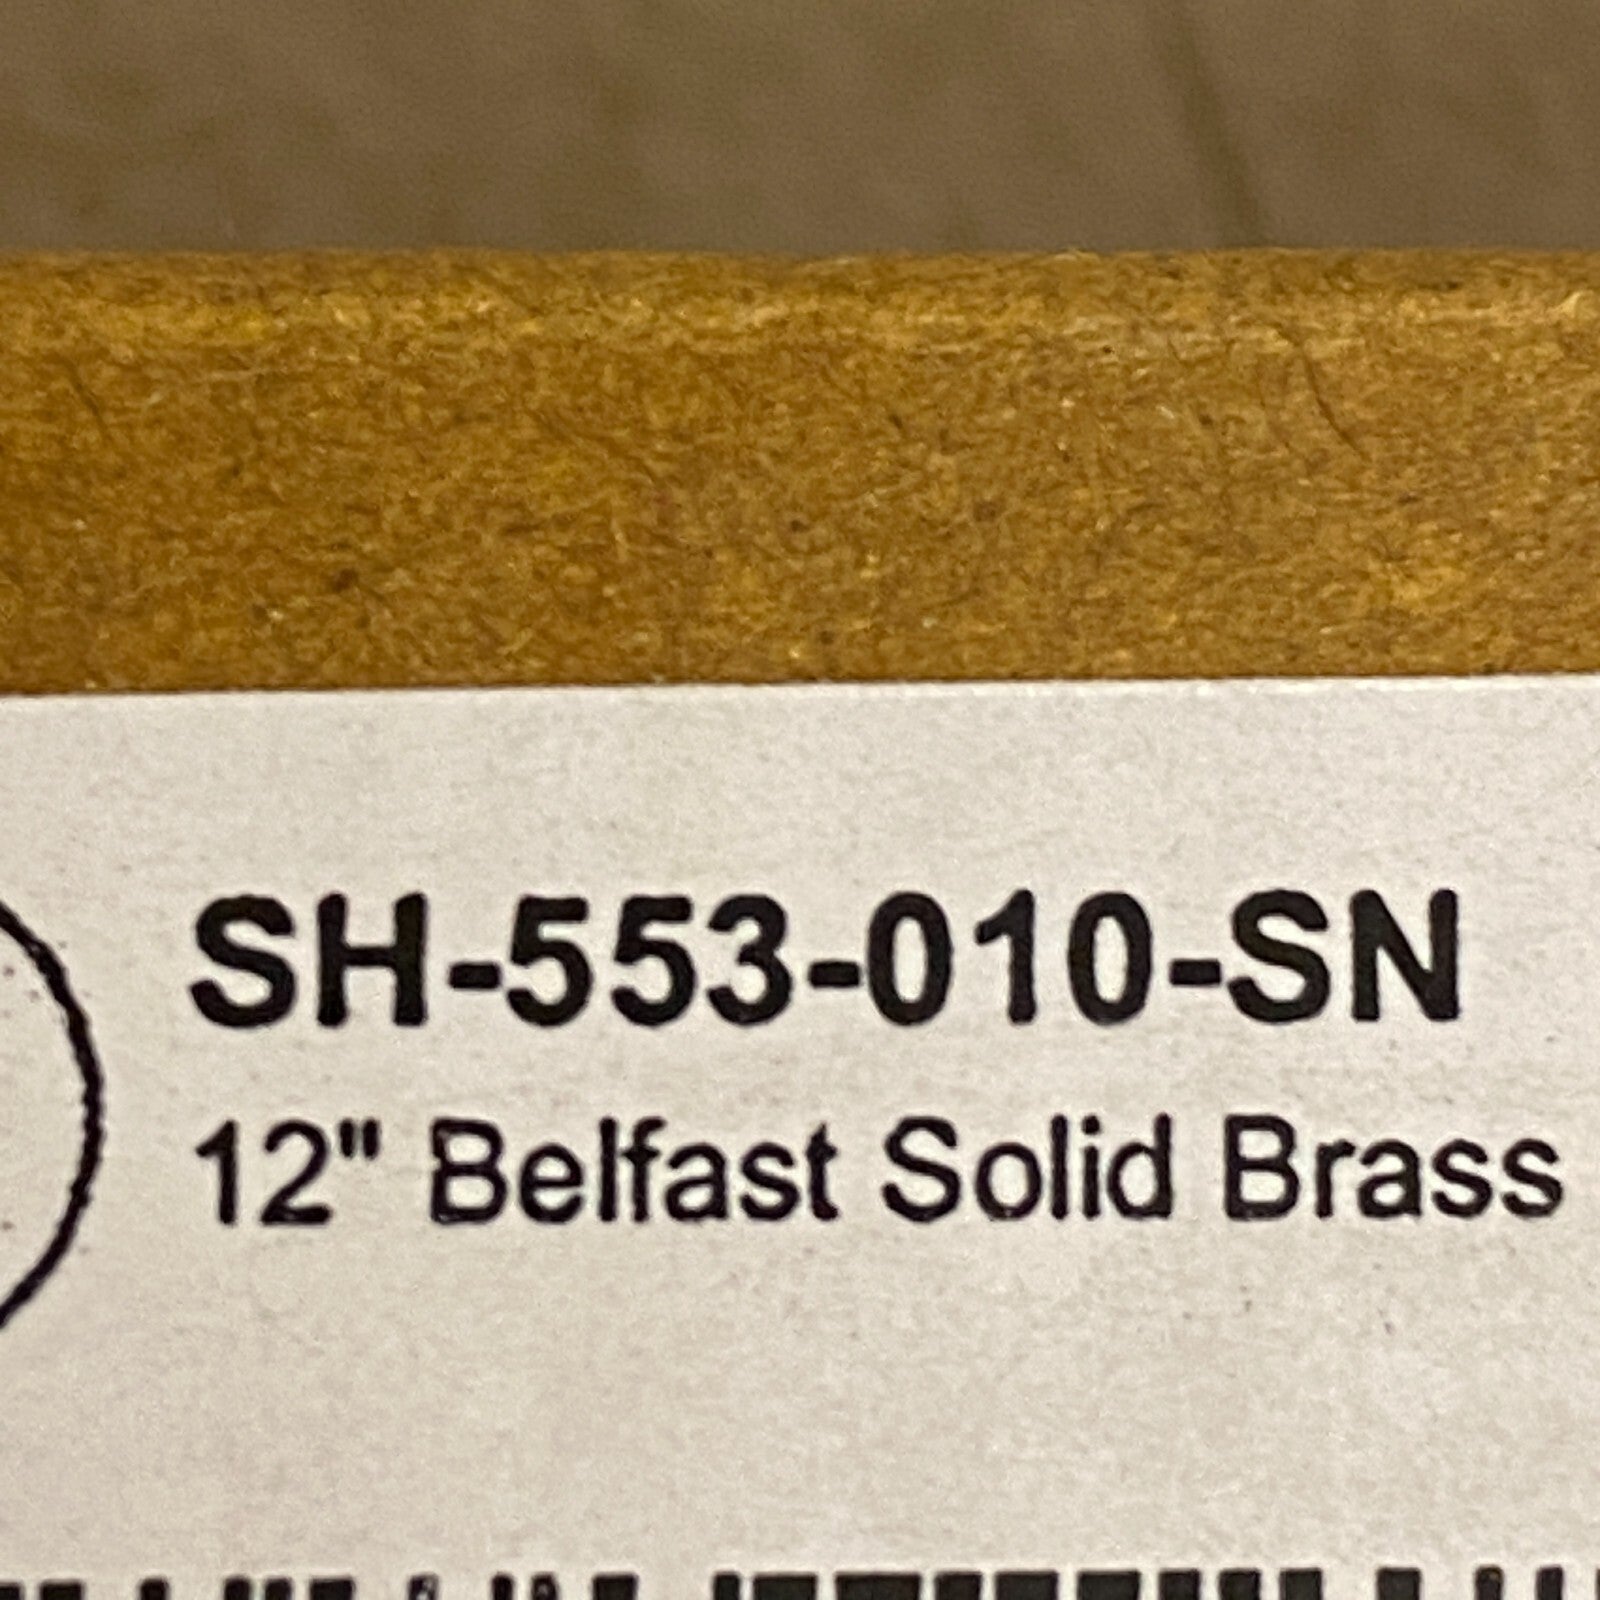 SH-553-010-SN
12" Belfast Solid Brass